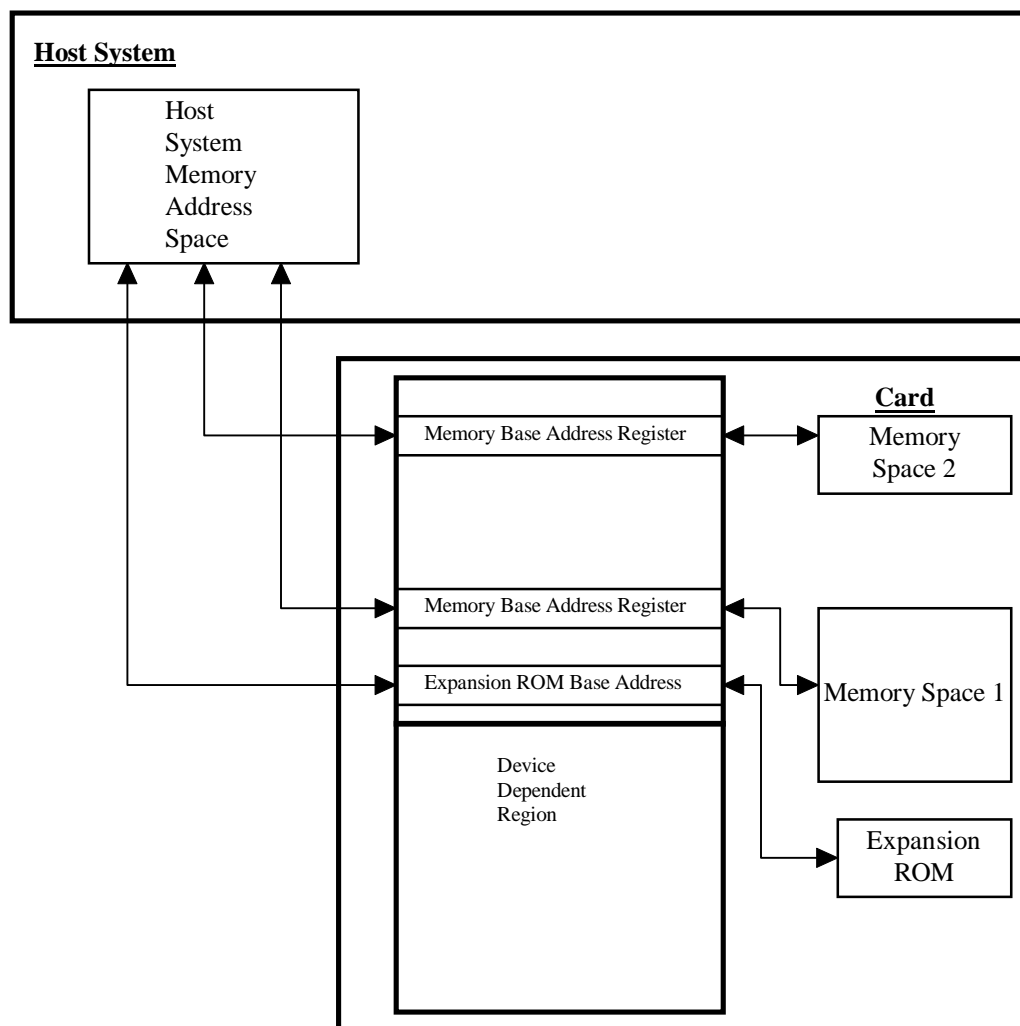 Host System
Host
System
Memory
Address
Space
Card
Memory Base Address Register
Memory
Space 2
Memory Base Address Register
Expansion ROM Base Address
Memory Space 1
Device
Dependent
Region
Expansion
ROM